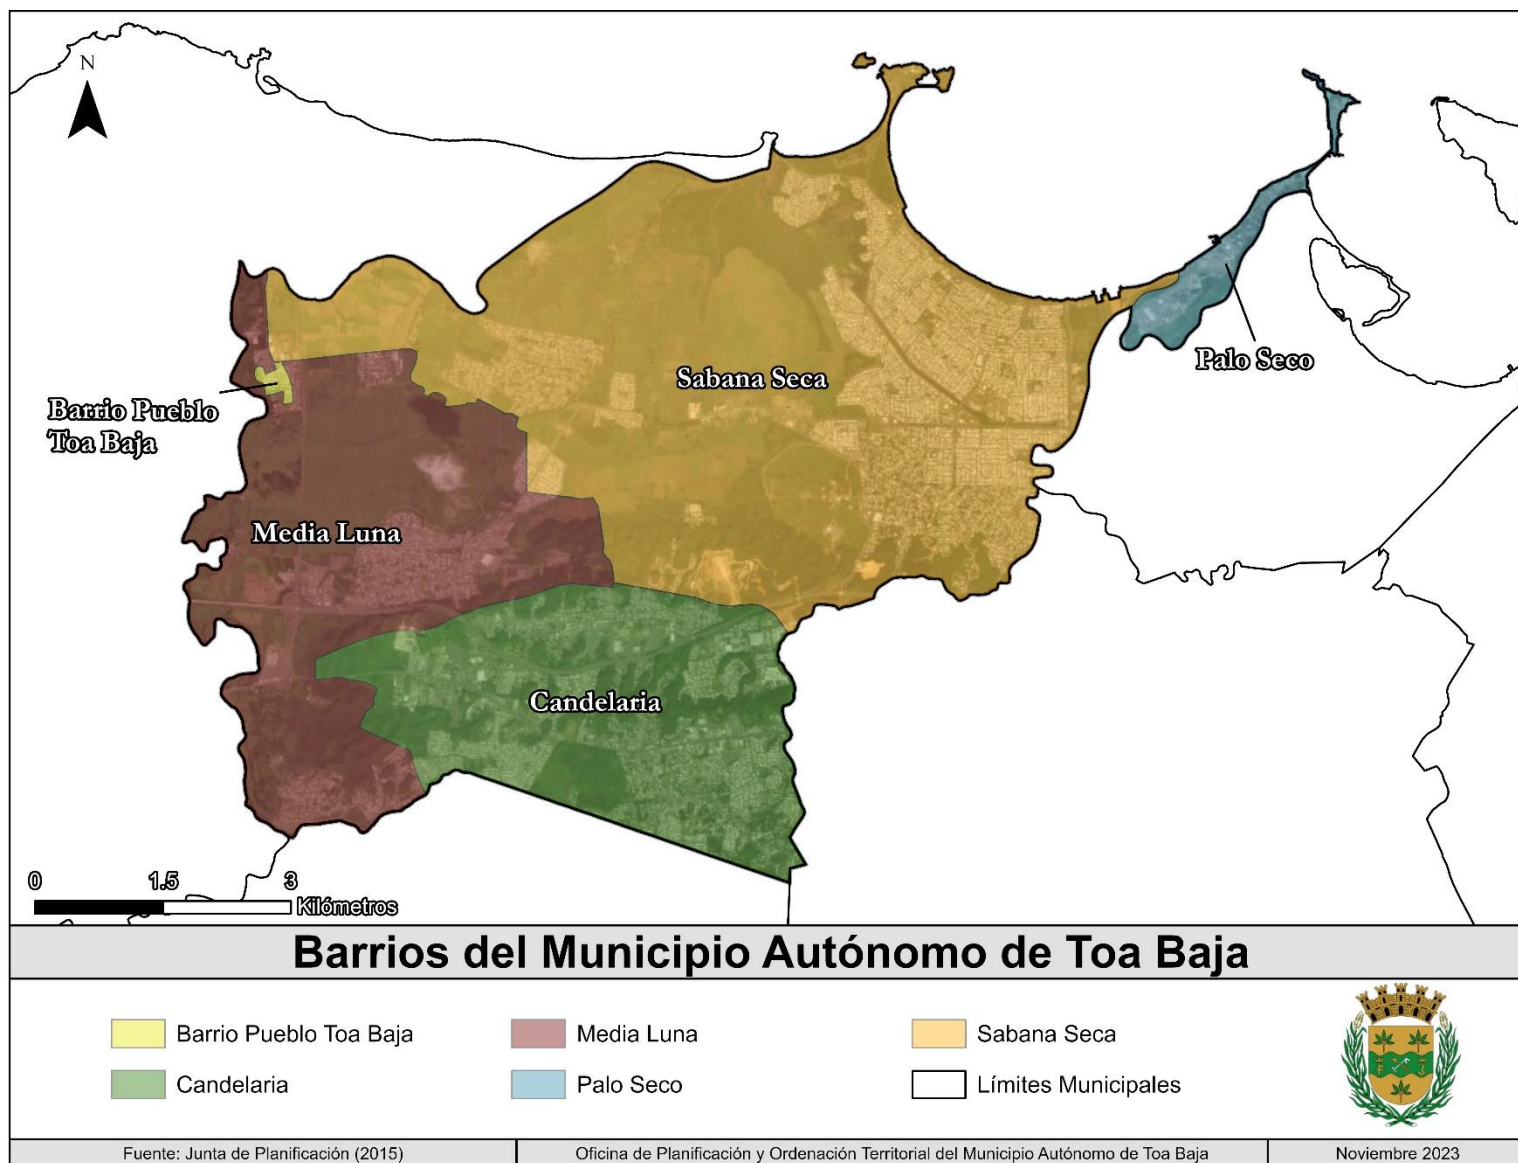 N
Sabana Seca
Palo Seco
Barrio Pueblo
Toa Baja
Media Luna
Candelaria
0 1.5 3
Kilómetros
Barrios del Municipio Autónomo de Toa Baja
Barrio Pueblo Toa Baja
Media Luna
Sabana Seca
Candelaria
Palo Seco
Límites Municipales
Fuente: Junta de Planificación (2015)
Oficina de Planificación y Ordenación Territorial del Municipio Autónomo de Toa Baja
Noviembre 2023